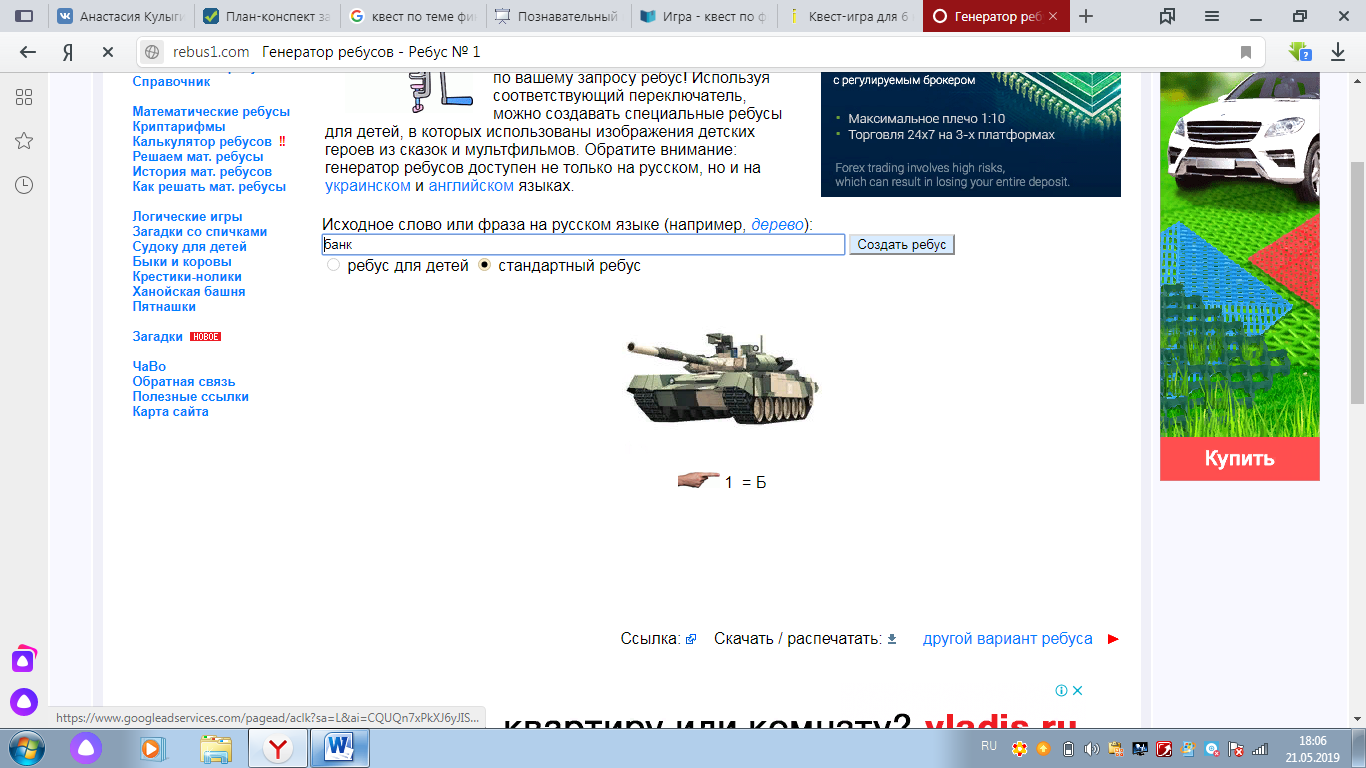 Анастасия Кулыги
План-конспект за
квест по теме фи
Познавательный
Игра - квест по ф
Квест-игра для 6
Генератор реб
Я
rebus1.com Генератор ребусов - Ребус № 1
Справочник
Математические ребусы
Криптарифмы
Калькулятор ребусов !!
Решаем мат. ребусы
История мат. ребусов
Как решать мат. ребусы
Логические игры
Загадки со спичками
Судоку для детей
Быки и коровы
Крестики-нолики
Ханойская башня
Пятнашки
Загадки НОВОЕ
ЧаВо
Обратная связь
Полезные ссылки
Карта сайта
по вашему запросу ребус! Используя
соответствующий переключатель,
можно создавать специальные ребусы
для детей, в которых использованы изображения детских
героев из сказок и мультфильмов. Обратите внимание:
генератор ребусов доступен не только на русском, но и на
украинском и английском языках.
с регулируемым брокером
Максимальное плечо 1:10
Торговля 24x7 на 3-х платформах
Forex trading involves high risks,
which can result in losing your entire deposit.
Исходное слово или фраза на русском языке (например, дерево):
банк
Создать ребус
ребус для детей стандартный ребус
1 = Б
Купить
Ссылка: Скачать / распечатать: другой вариант ребуса
квартиру или комнату? vladis.ru
https://www.googleadservices.com/pagead/aclk?sa=L&ai=CQUQn7xPkXJ6yJIS...
RU
18:06
21.05.2019